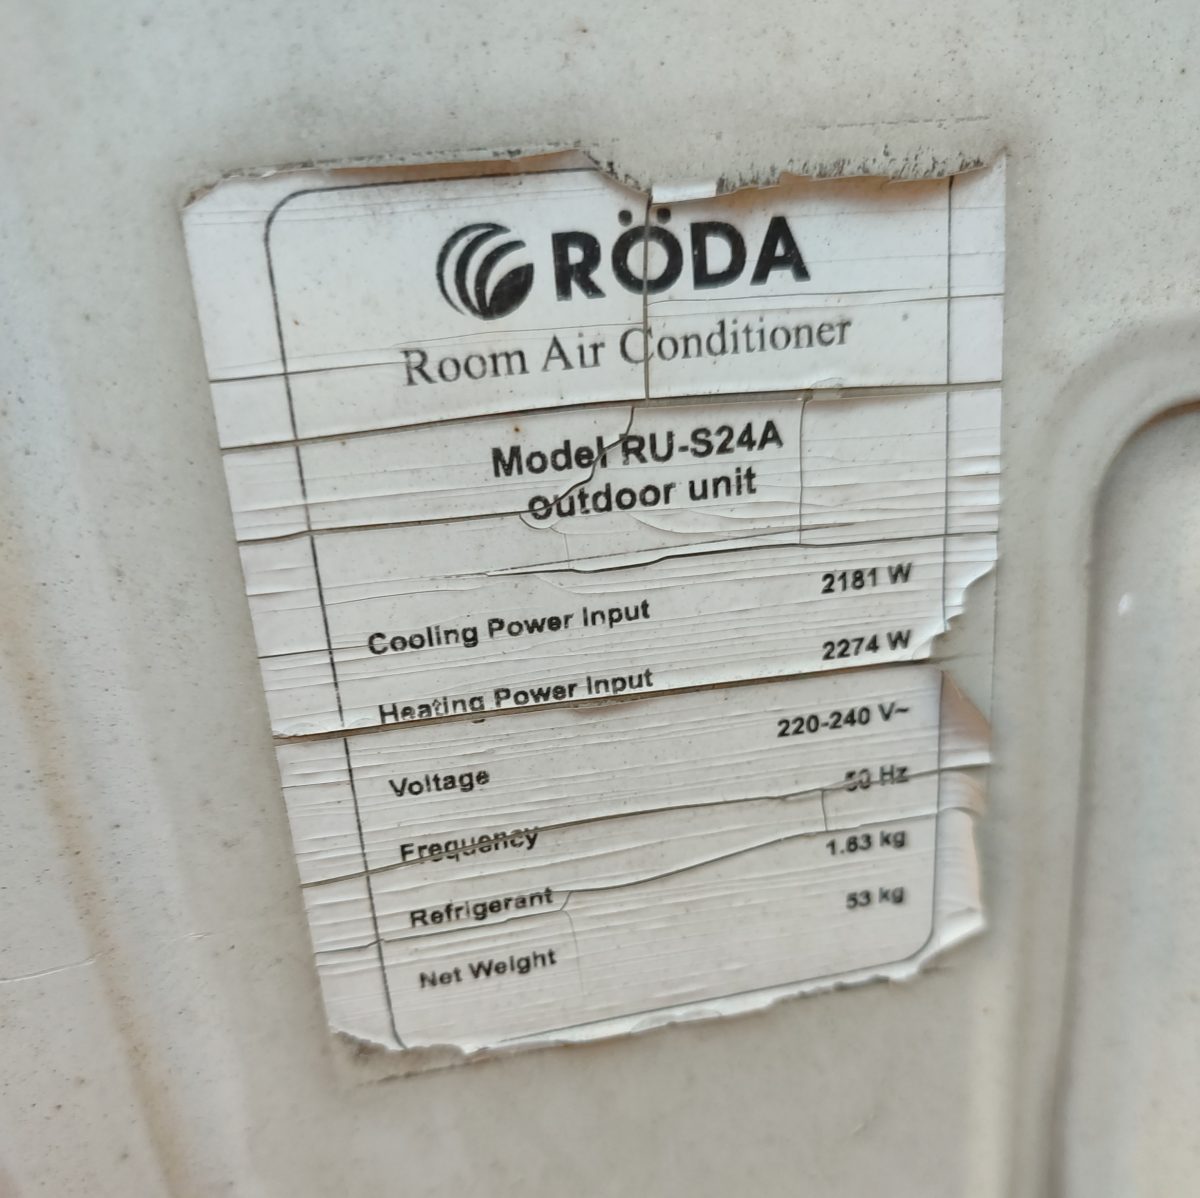 RÖDA
Room Air Conditioner
Model RU-S24A
outdoor unit
Cooling Power Input 2181 W
Heating Power Input 2274 W
Voltage 220-240 V~
Frequency 50 Hz
Refrigerant 1.63 kg
Net Weight 53 kg